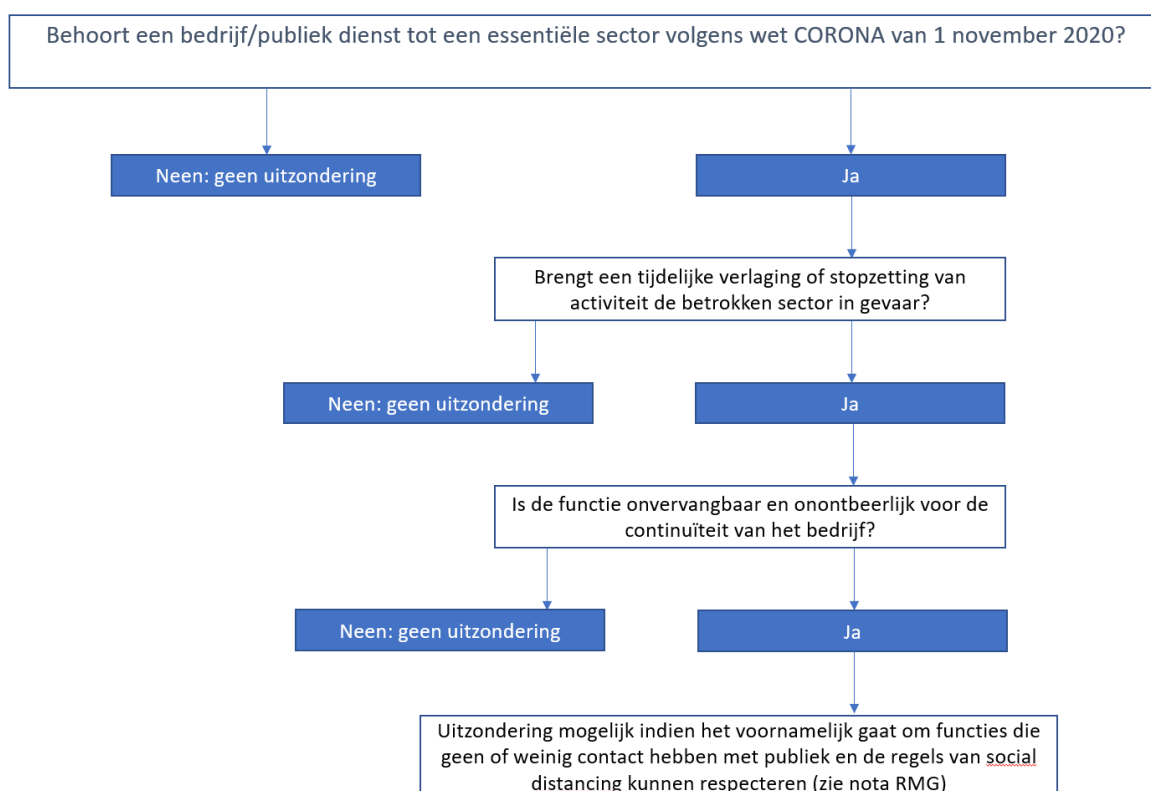 Behoort een bedrijf/publiek dienst tot een essentiële sector volgens wet CORONA van 1 november 2020?
Neen: geen uitzondering
Ja
Brengt een tijdelijke verlaging of stopzetting van
activiteit de betrokken sector in gevaar?
Neen: geen uitzondering
Ja
Is de functie onvervangbaar en onontbeerlijk voor de
continuïteit van het bedrijf?
Neen: geen uitzondering
Ja
Uitzondering mogelijk indien het voornamelijk gaat om functies die
geen of weinig contact hebben met publiek en de regels van social
distancing kunnen respecteren (zie nota RMG)